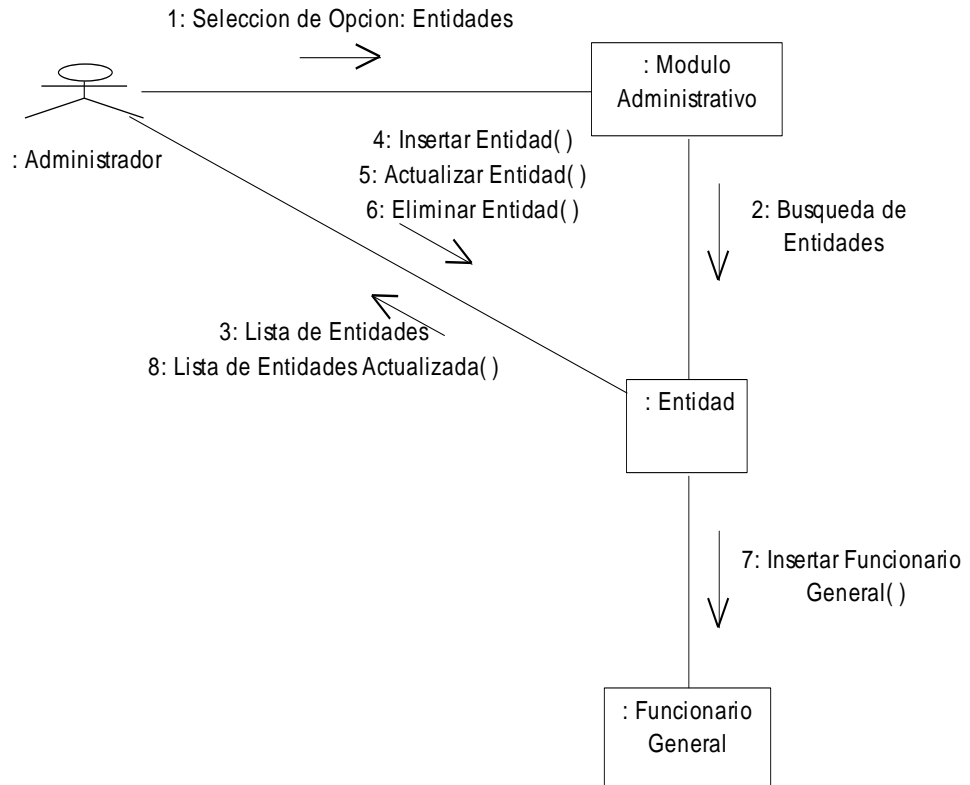 1: Seleccion de Opcion: Entidades
: Modulo
Administrativo
: Administrador
4: Insertar Entidad( )
5: Actualizar Entidad( )
6: Eliminar Entidad( )
2: Busqueda de
Entidades
3: Lista de Entidades
8: Lista de Entidades Actualizada( )
: Entidad
7: Insertar Funcionario
General( )
: Funcionario
General